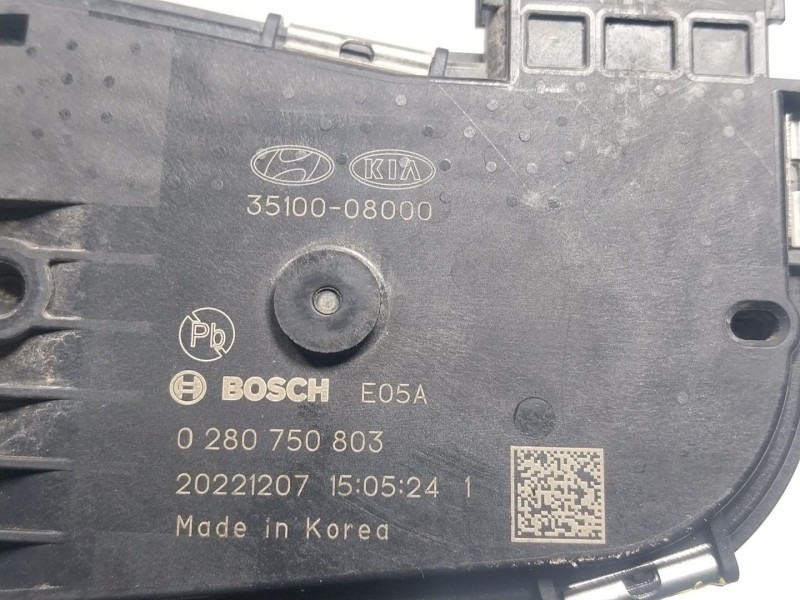 KIA
35100-08000
Pb
BOSCH E05A
0 280 750 803
20221207 15:05:24 1
Made in Korea